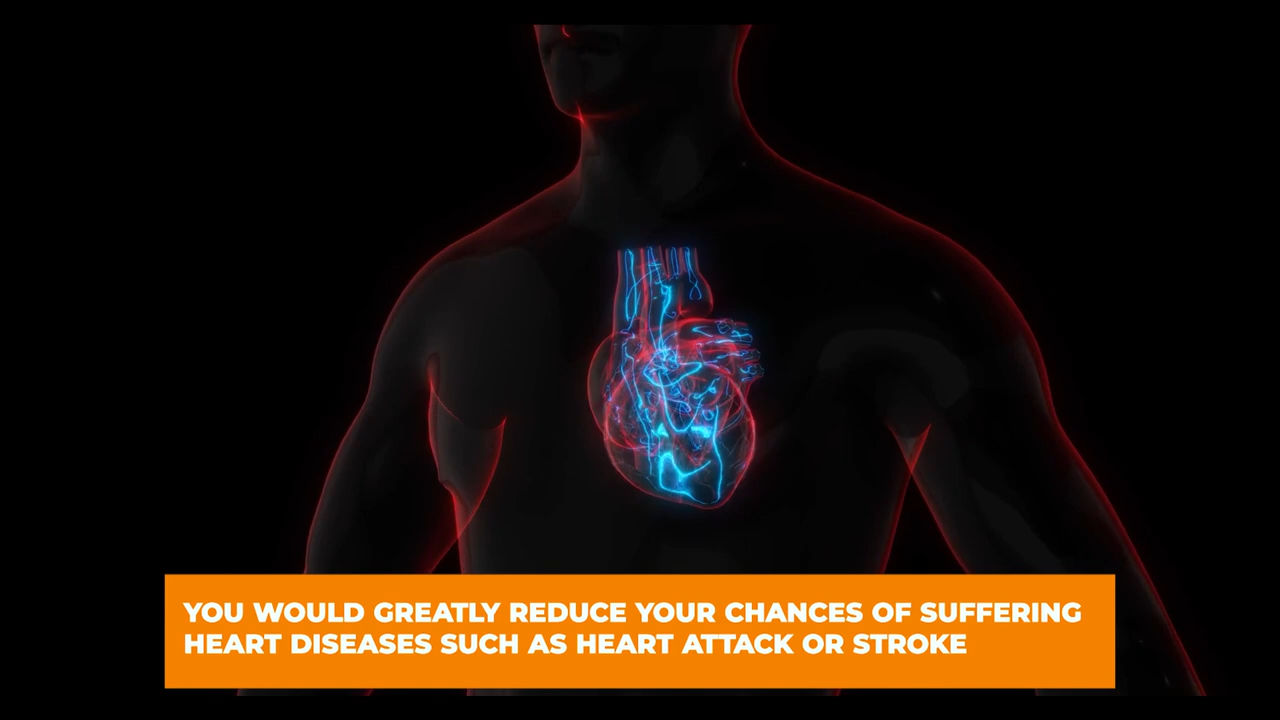 YOU WOULD GREATLY REDUCE YOUR CHANCES OF SUFFERING
HEART DISEASES SUCH AS HEART ATTACK OR STROKE